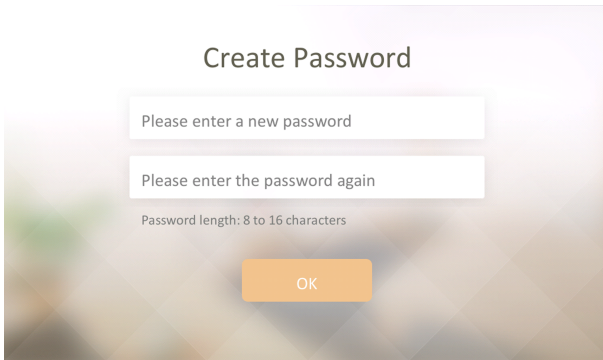 Create Password
Please enter a new password
Please enter the password again
Password length: 8 to 16 characters
OK